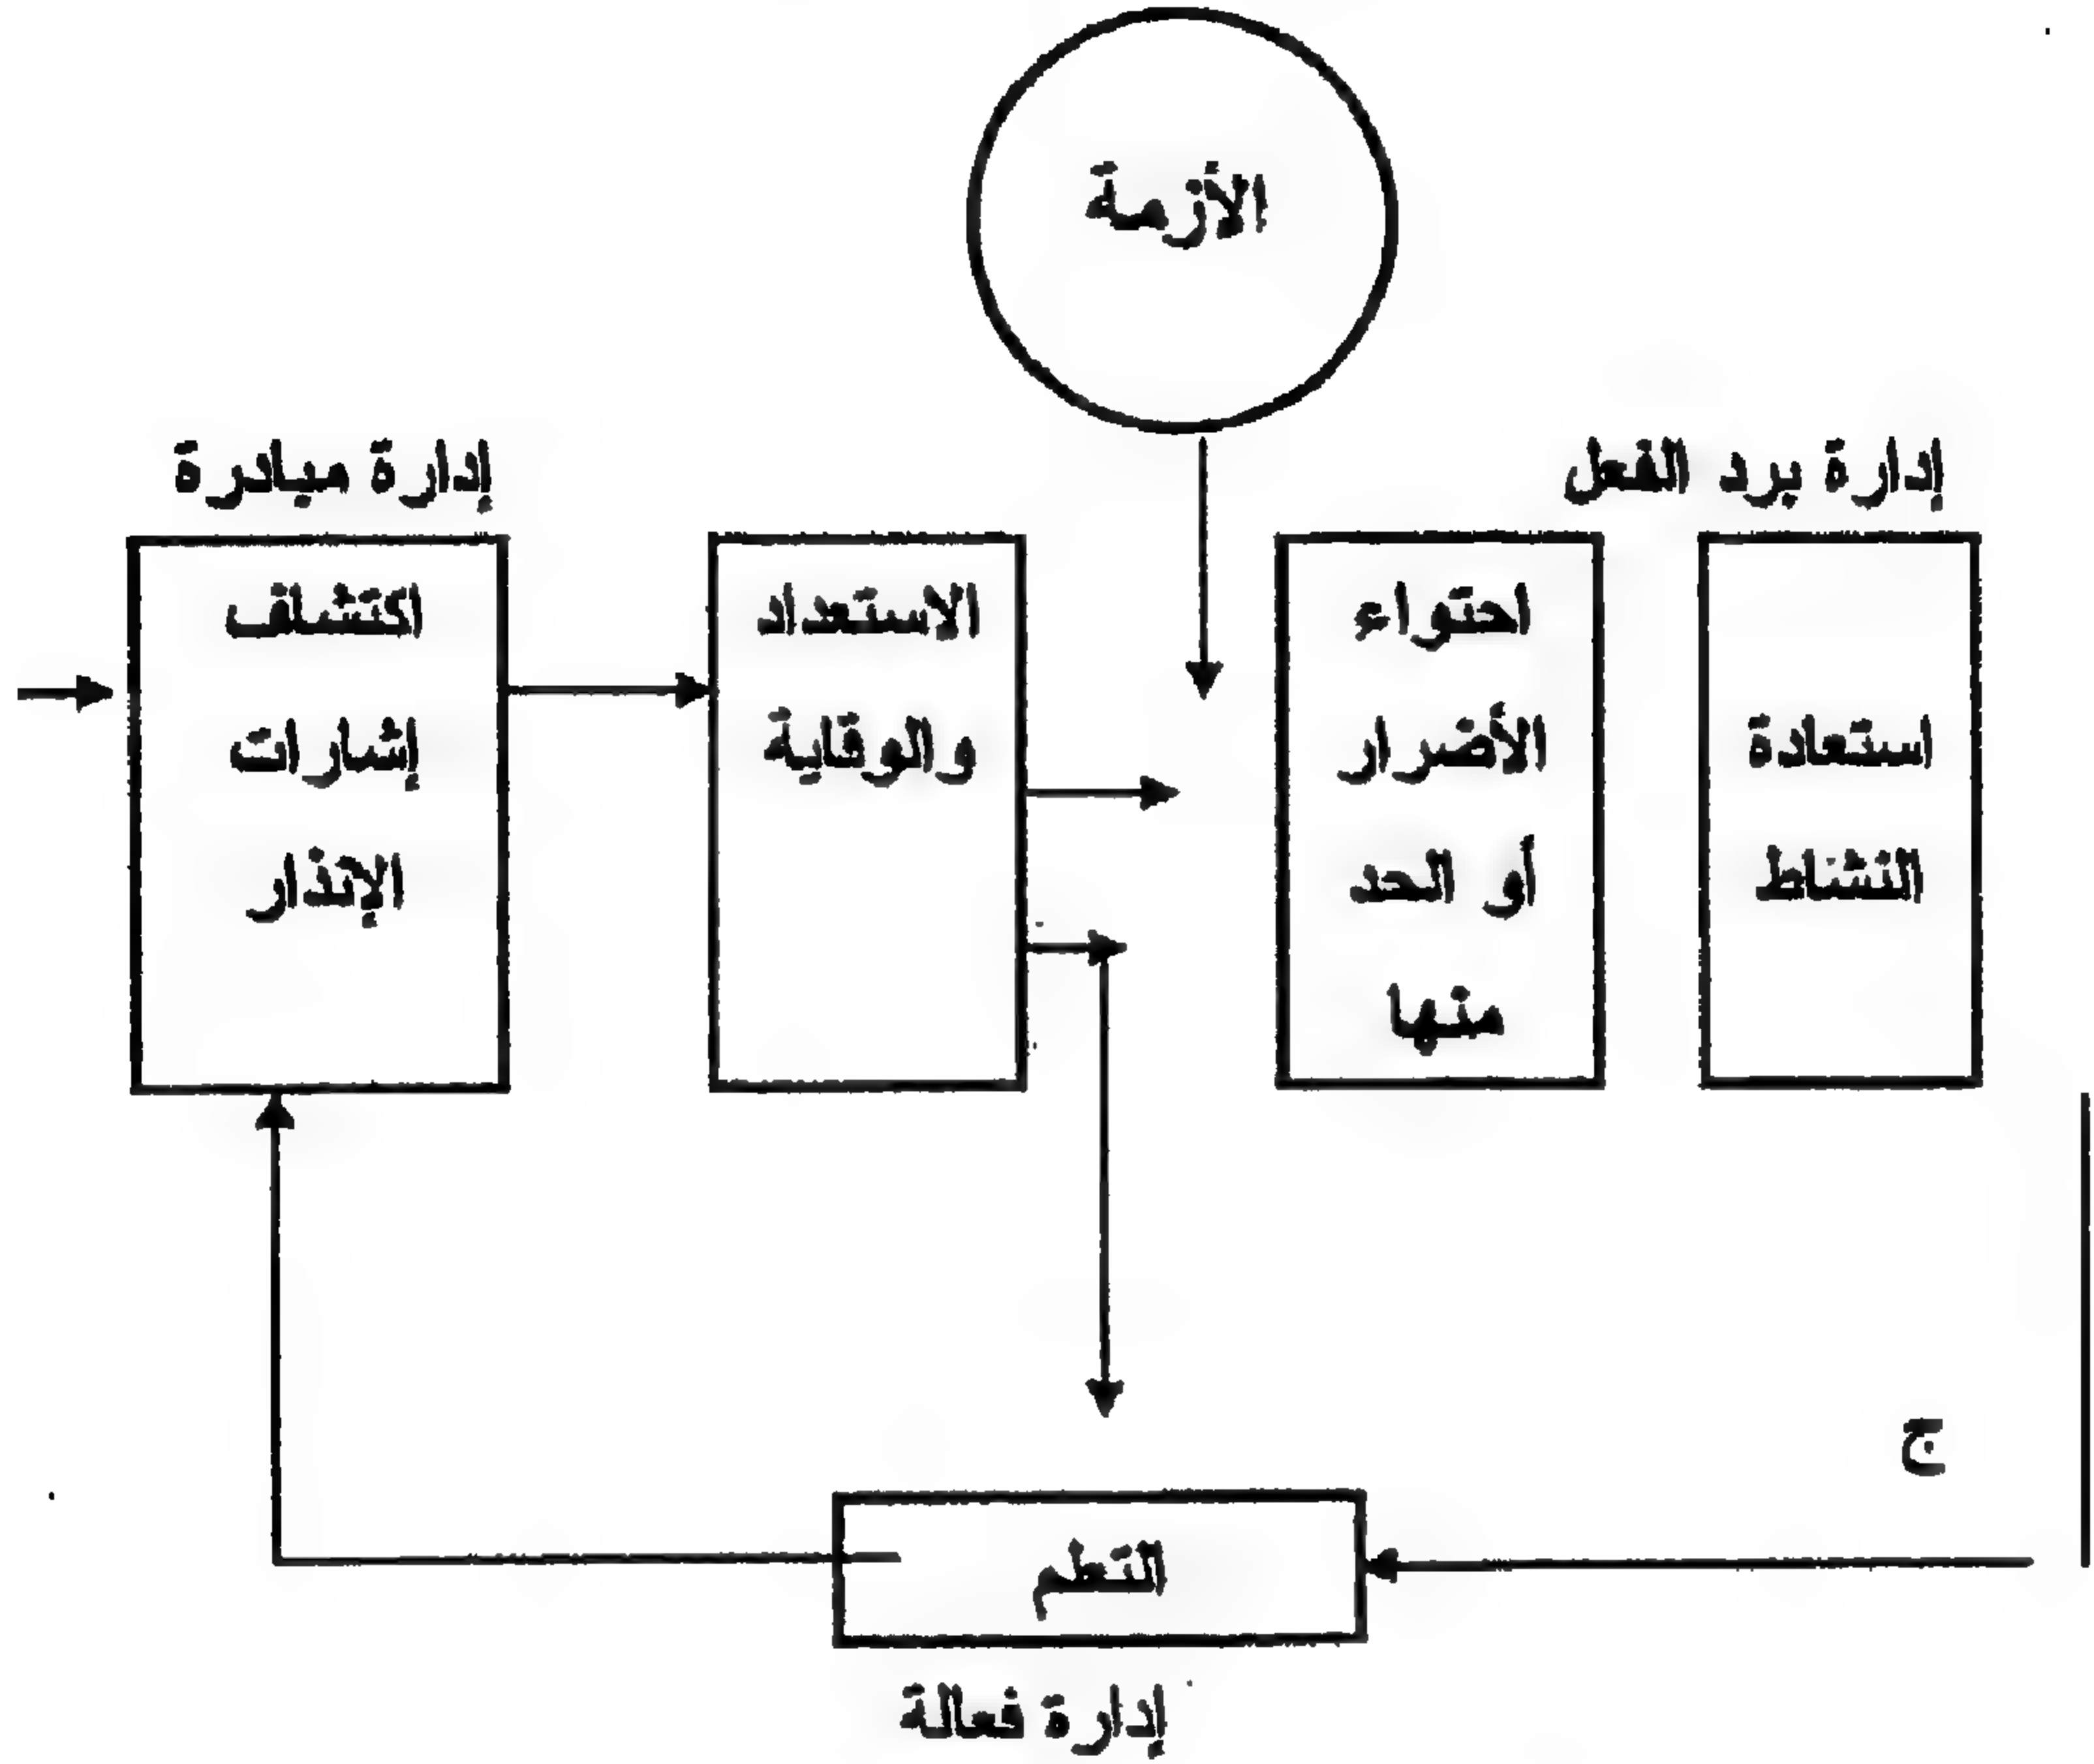 الأزمة
إدارة برد الفعل
إدارة مبادرة
استعادة
النشاط
احتواء
الأضرار
أو الحد
منها
الاستعداد
والوقاية
اكتشاف
إشارات
الإنذار
ج
التعلم
إدارة فعالة